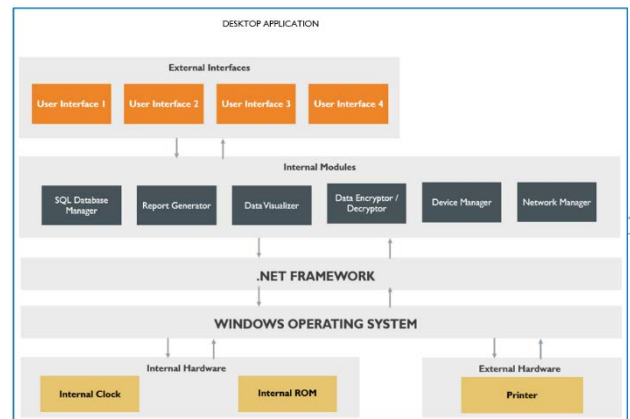 DESKTOP APPLICATION
External Interfaces
User Interface 1
User Interface 2
User Interface 3
User Interface 4
Internal Modules
SQL Database
Manager
Report Generator
Data Visualizer
Data Encryptor /
Decryptor
Device Manager
Network Manager
.NET FRAMEWORK
WINDOWS OPERATING SYSTEM
Internal Hardware
Internal Clock
Internal ROM
External Hardware
Printer